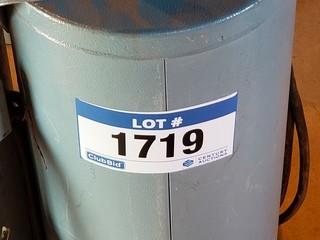 LOT #
1719
ClubBid
CENTURY
AUCTIONS